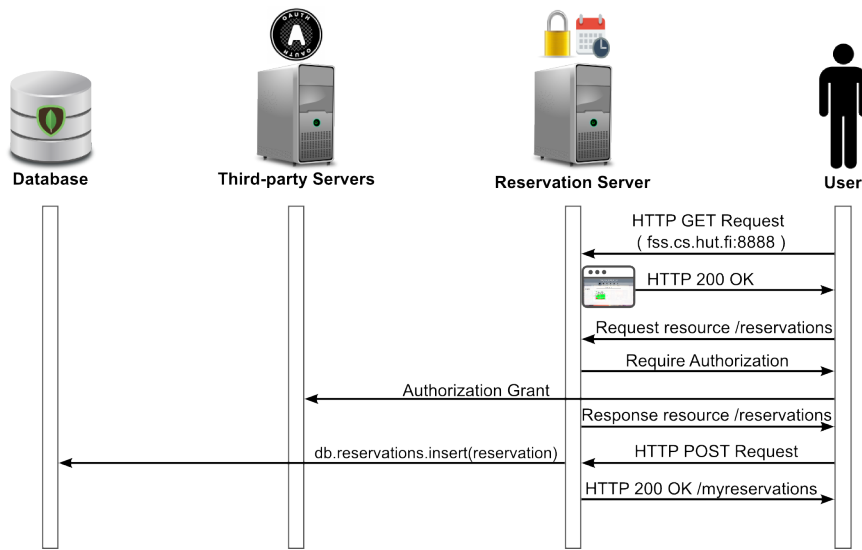 OAUTH
A
OAUTH
Database
Third-party Servers
Reservation Server
User
HTTP GET Request
( fss.cs.hut.fi:8888 )
HTTP 200 OK
Request resource /reservations
Require Authorization
Authorization Grant
Response resource /reservations
db.reservations.insert(reservation)
HTTP POST Request
HTTP 200 OK /myreservations